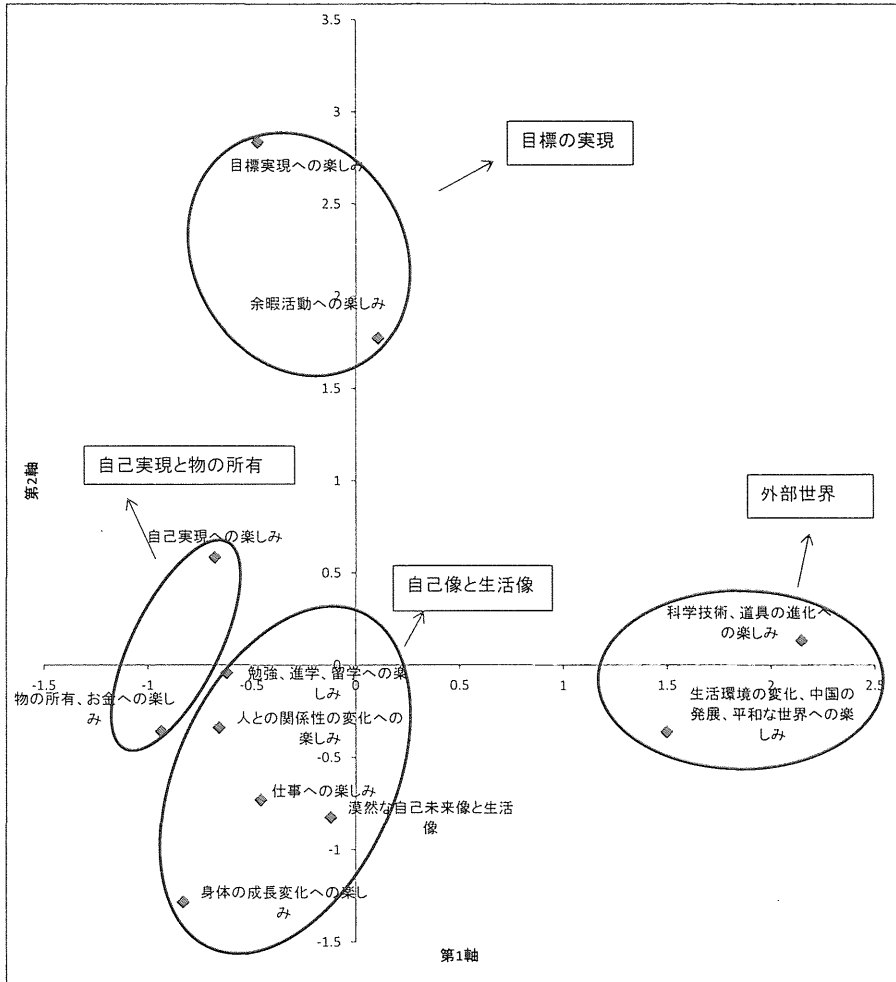 3.5
3
目標の実現
目標実現への楽しみ
2.5
余暇活動への楽しみ
2
1.5
自己実現と物の所有
1
第2軸
外部世界
自己実現への楽しみ
0.5
自己像と生活像
科学技術、道具の進化へ
の楽しみ
0
-1.5
-1
-0.5
0.5
1
1.5
2
2.5
勉強、進学、留学への楽
しみ
物の所有、お金への楽し
み
人との関係性の変化への
楽しみ
生活環境の変化、中国の
発展、平和な世界への楽
しみ
-0.5
仕事への楽しみ
漠然な自己未来像と生活
像
-1
身体の成長変化への楽し
み
-1.5
第1軸